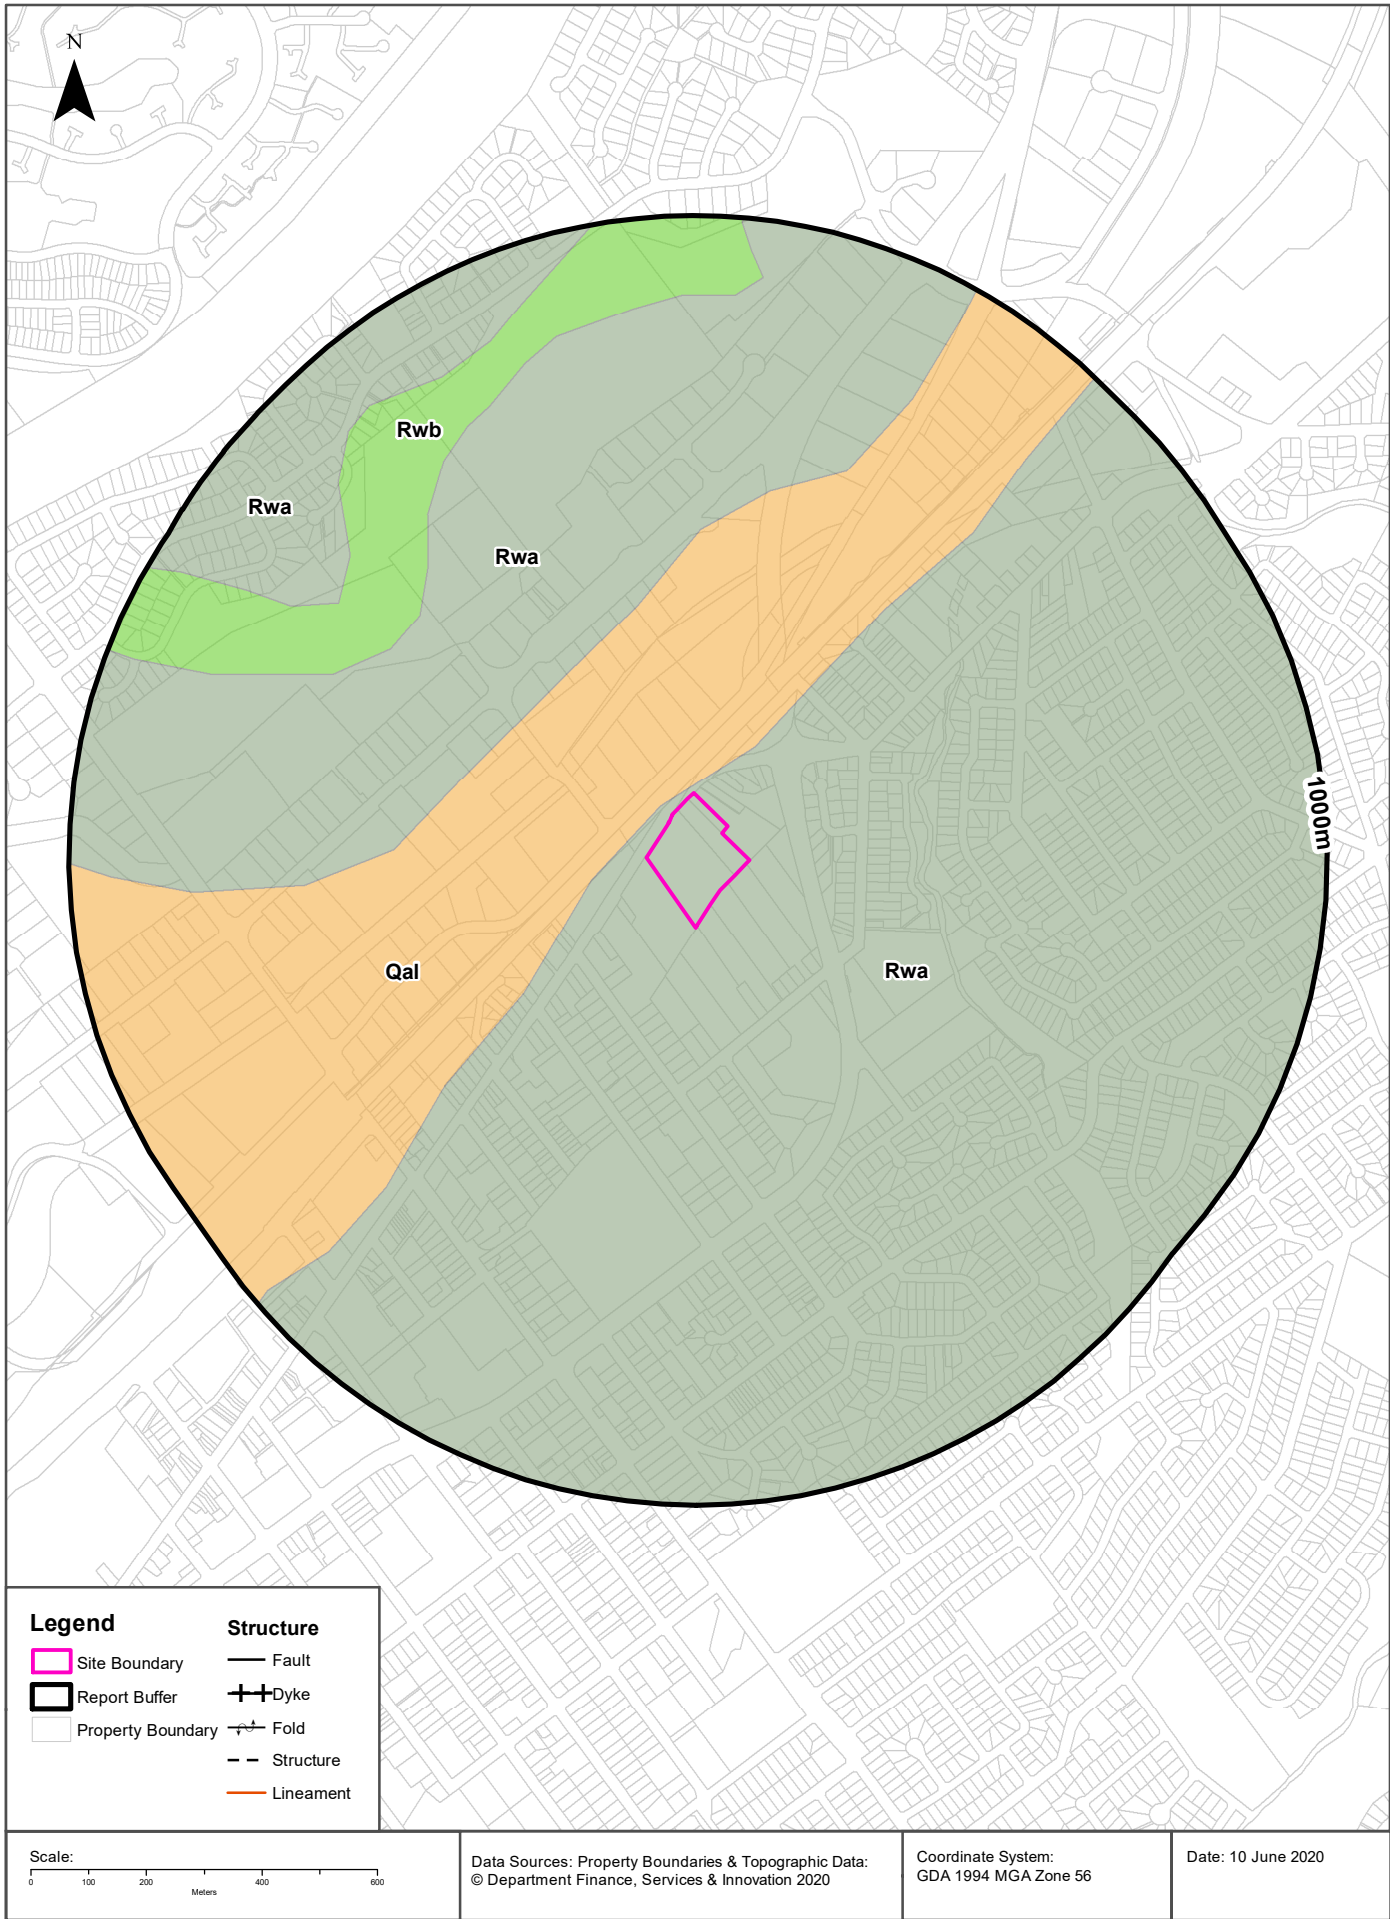 N
Rwb
Rwa
Rwa
1000m
Qal
Rwa
Legend
Site Boundary
Report Buffer
Property Boundary
Structure
Fault
Dyke
Fold
Structure
Lineament
Scale:
0 100 200 400 600
Meters
Data Sources: Property Boundaries & Topographic Data:
© Department Finance, Services & Innovation 2020
Coordinate System:
GDA 1994 MGA Zone 56
Date: 10 June 2020